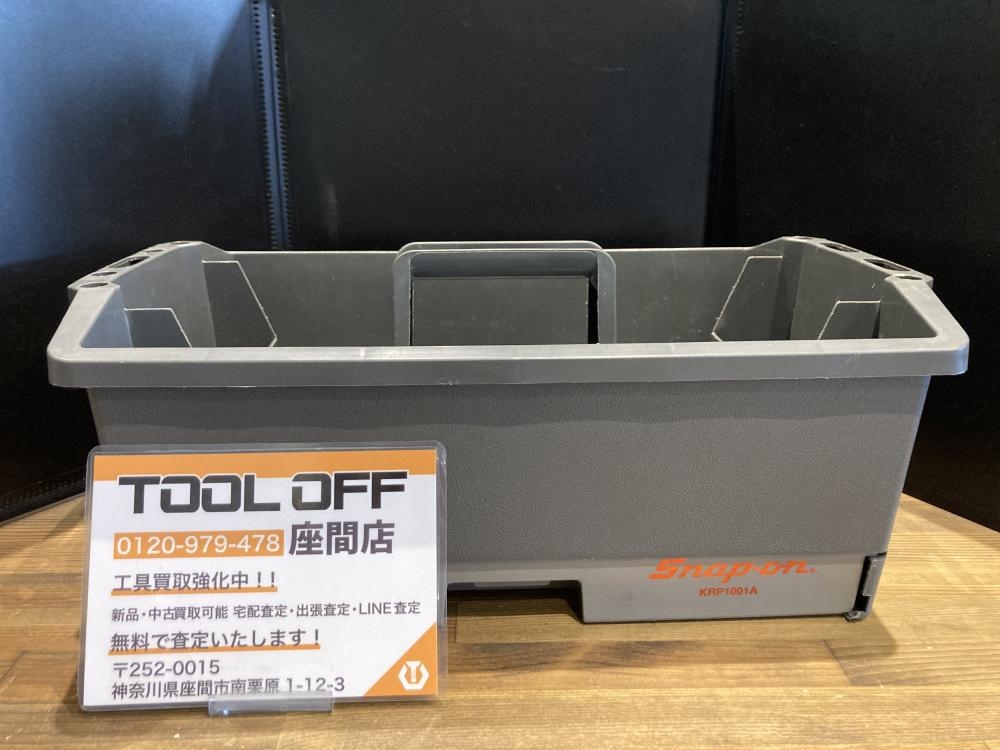 TOOL OFF
0120-979-478 座間店
工具買取強化中！！
新品・中古買取可能 宅配査定・出張査定・LINE査定
無料で査定いたします！
〒252-0015
神奈川県座間市南栗原 1-12-3
Snap-on®
KRP1001A